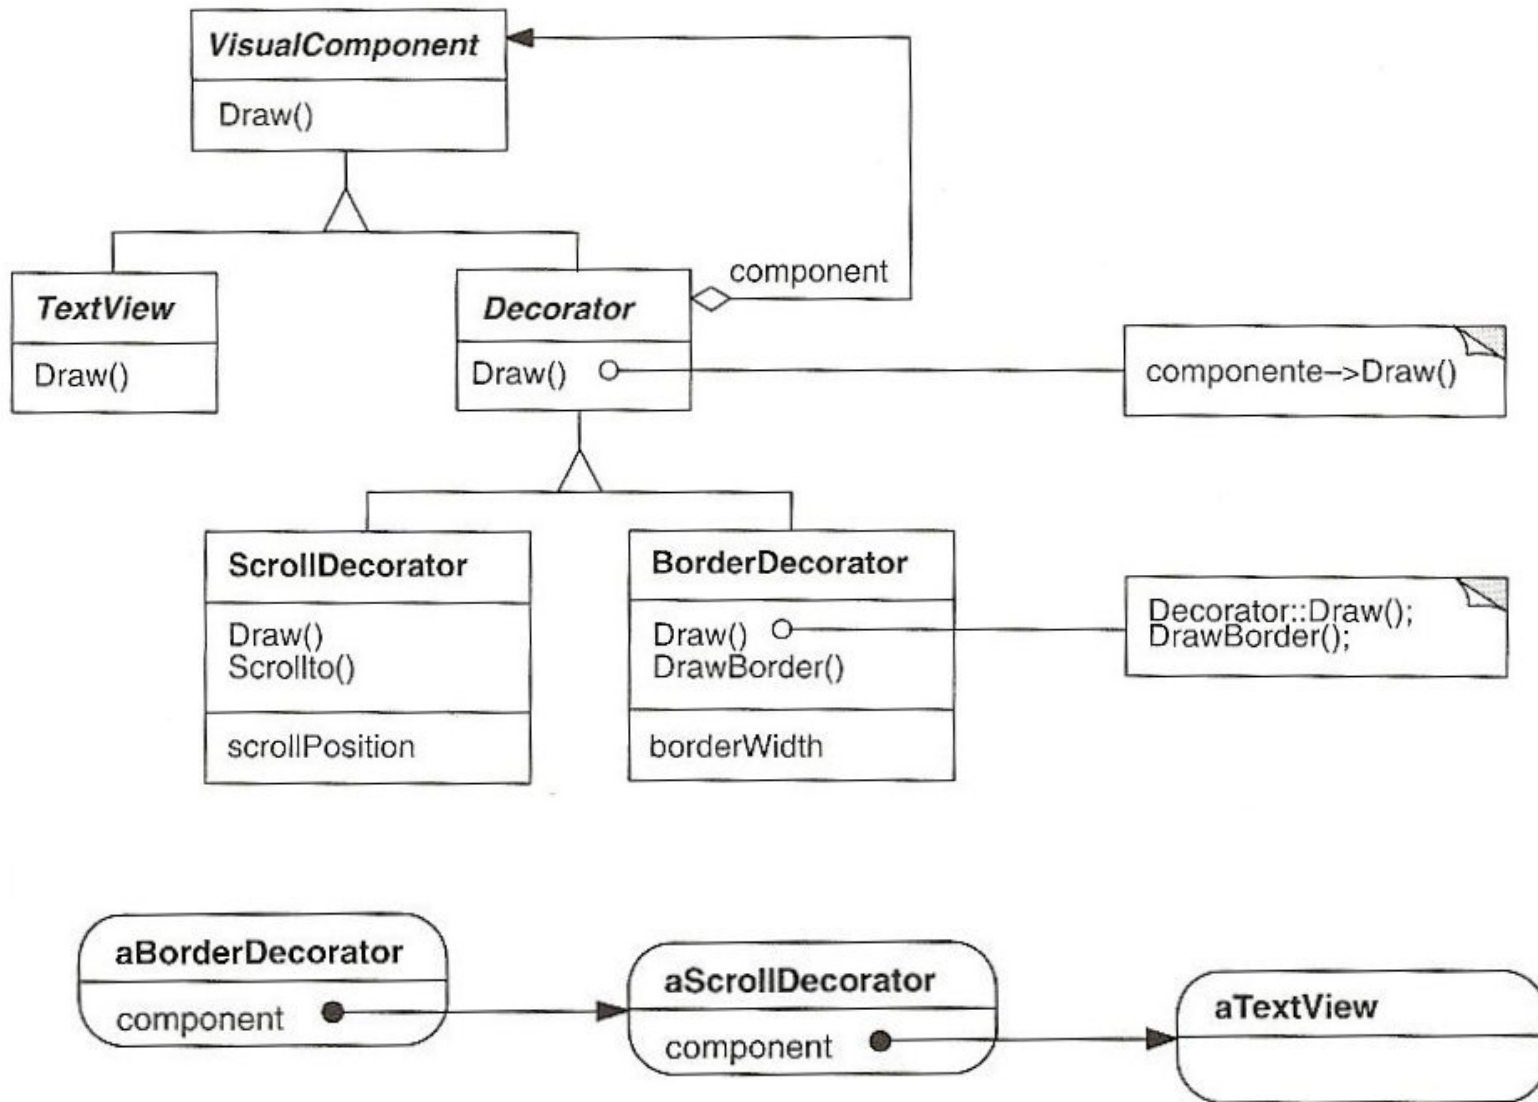 VisualComponent
Draw()
TextView
Draw()
Decorator
Draw()
component
componente–>Draw()
ScrollDecorator
Draw()
Scrollto()
scrollPosition
BorderDecorator
Draw()
DrawBorder()
borderWidth
Decorator::Draw();
DrawBorder();
aBorderDecorator
component
aScrollDecorator
component
aTextView